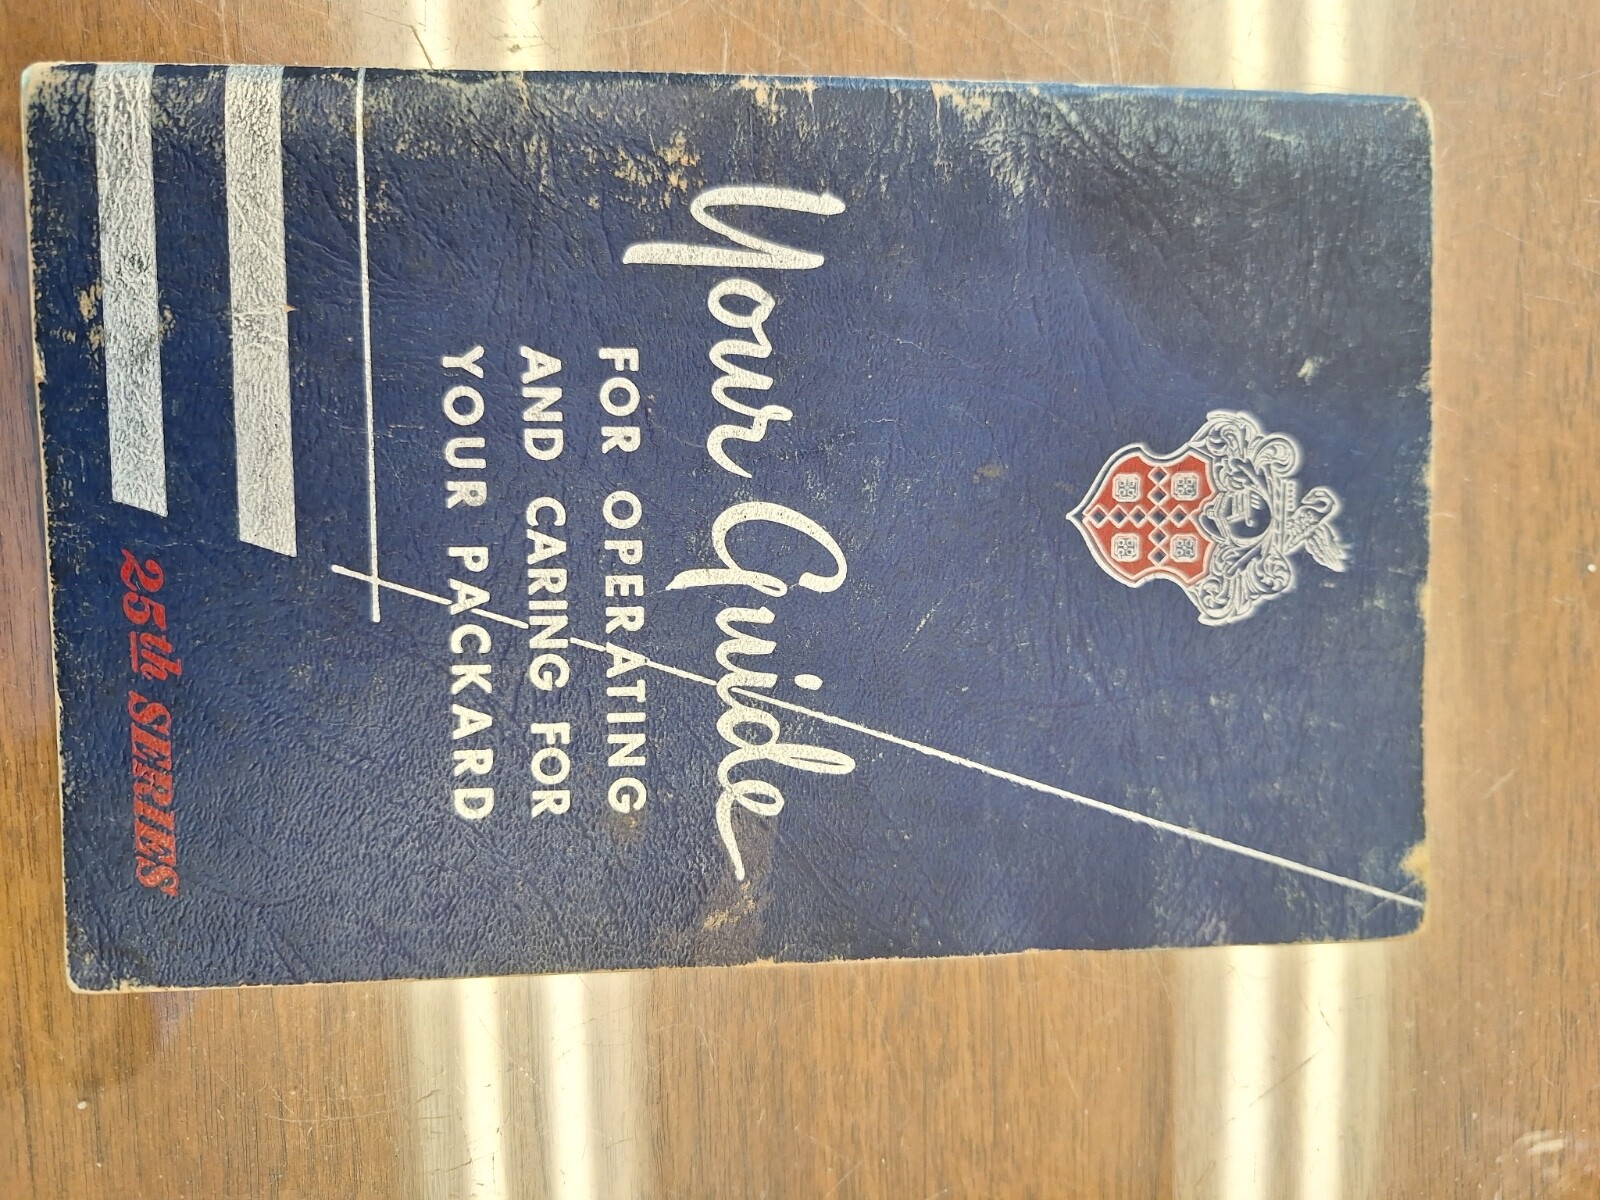 Your Guide
FOR OPERATING
AND CARING FOR
YOUR PACKARD
25th SERIES